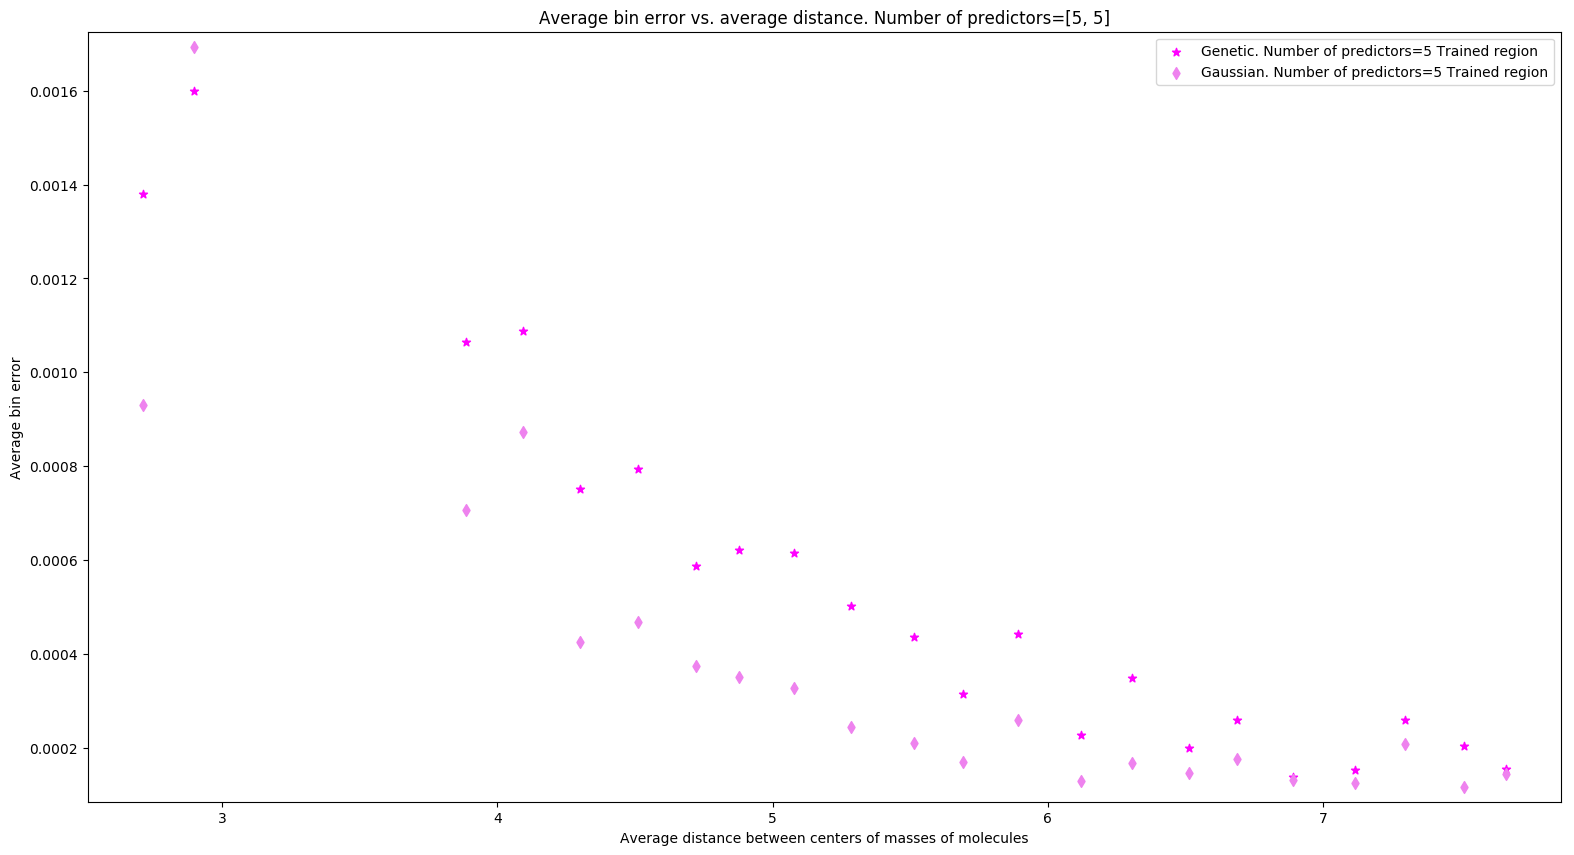 Average bin error vs. average distance. Number of predictors=[5, 5]
Genetic. Number of predictors=5 Trained region
Gaussian. Number of predictors=5 Trained region
0.0016
0.0014
0.0012
0.0010
0.0008
0.0006
0.0004
0.0002
Average bin error
3 4 5 6 7
Average distance between centers of masses of molecules